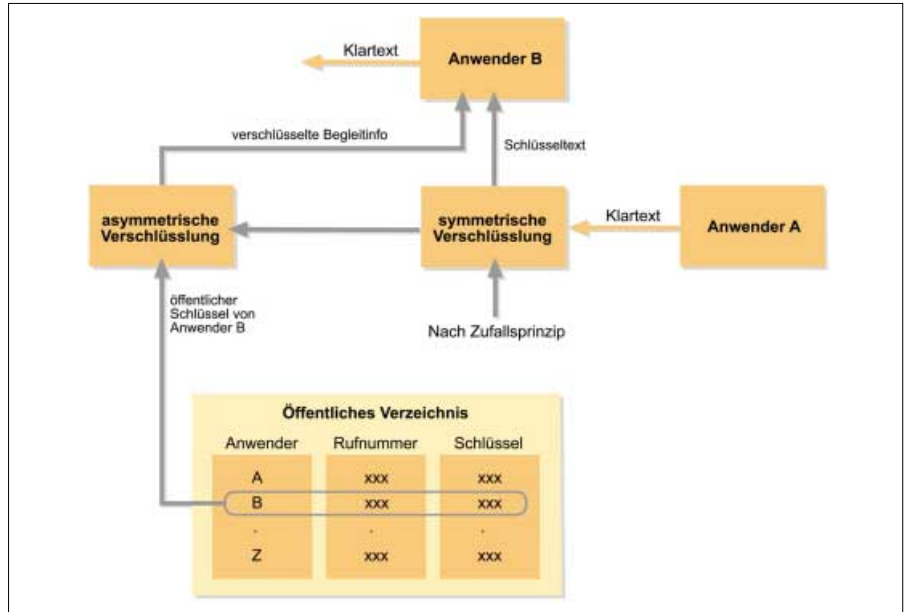 Klartext
Anwender B
verschlüsselte Begleitinfo
Schlüsseltext
asymmetrische
Verschlüsslung
symmetrische
Verschlüsslung
Klartext
Anwender A
öffentlicher
Schlüssel von
Anwender B
Nach Zufallsprinzip
Öffentliches Verzeichnis
Anwender Rufnummer Schlüssel
A xxx xxx
B xxx xxx
. . .
Z xxx xxx